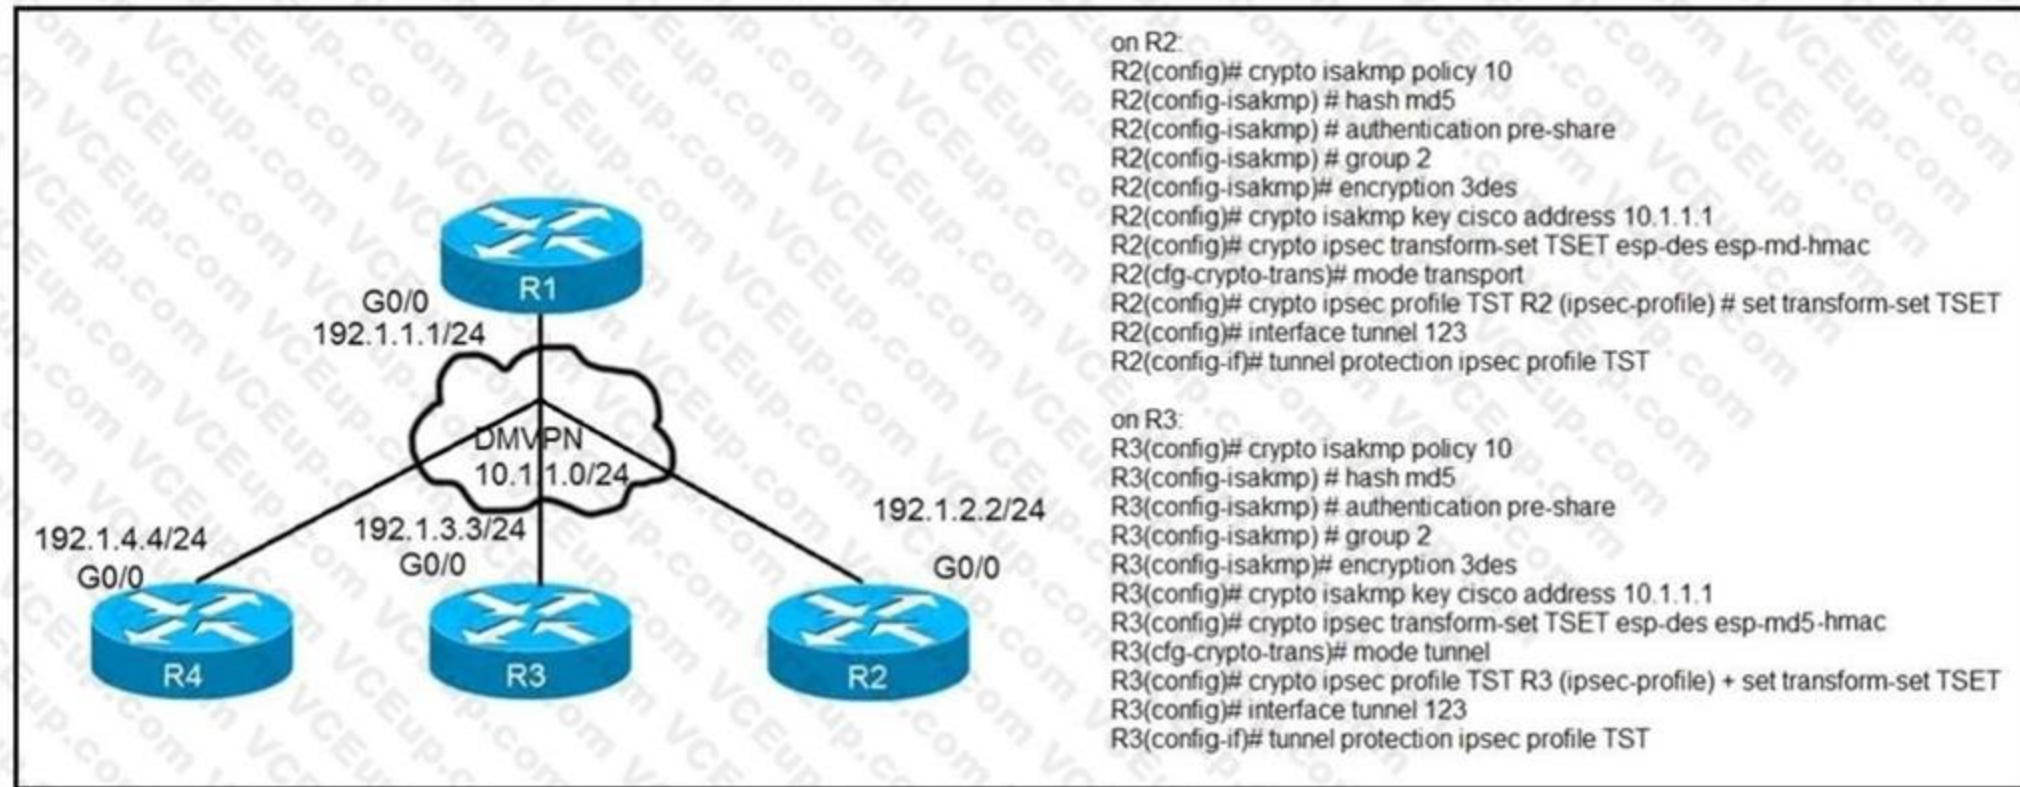 on R2:
R2(config)# crypto isakmp policy 10
R2(config-isakmp) # hash md5
R2(config-isakmp) # authentication pre-share
R2(config-isakmp) # group 2
R2(config-isakmp)# encryption 3des
R2(config)# crypto isakmp key cisco address 10.1.1.1
R2(config)# crypto ipsec transform-set TSET esp-des esp-md-hmac
R2(cfg-crypto-trans)# mode transport
R2(config)# crypto ipsec profile TST R2 (ipsec-profile) # set transform-set TSET
R2(config)# interface tunnel 123
R2(config-if)# tunnel protection ipsec profile TST
on R3:
R3(config)# crypto isakmp policy 10
R3(config-isakmp) # hash md5
R3(config-isakmp) # authentication pre-share
R3(config-isakmp) # group 2
R3(config-isakmp)# encryption 3des
R3(config)# crypto isakmp key cisco address 10.1.1.1
R3(config)# crypto ipsec transform-set TSET esp-des esp-md5-hmac
R3(cfg-crypto-trans)# mode tunnel
R3(config)# crypto ipsec profile TST R3 (ipsec-profile) + set transform-set TSET
R3(config)# interface tunnel 123
R3(config-if)# tunnel protection ipsec profile TST
R1
G0/0
192.1.1.1/24
DMVPN
10.1.1.0/24
192.1.4.4/24
G0/0
192.1.3.3/24
G0/0
192.1.2.2/24
G0/0
R4
R3
R2
VCEup.com